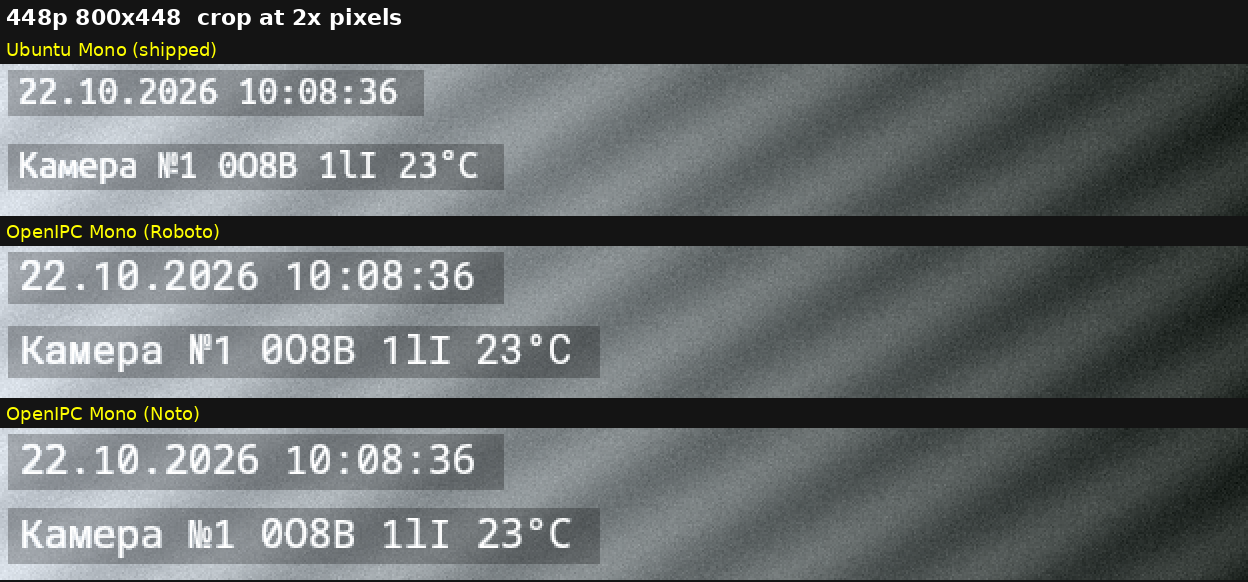 448p 800x448 crop at 2x pixels
Ubuntu Mono (shipped)
22.10.2026 10:08:36
Камера №1 0O8B 1lI 23°C
OpenIPC Mono (Roboto)
22.10.2026 10:08:36
Камера №1 0O8B 1lI 23°C
OpenIPC Mono (Noto)
22.10.2026 10:08:36
Камера №1 0O8B 1lI 23°C